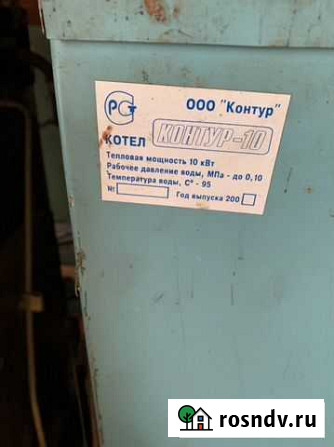 РСТ
ООО "Контур"
КОТЕЛ КОНТУР-10
Тепловая мощность 10 кВт
Рабочее давление воды, МПа - до 0,10
Температура воды, С° - 95
№ Год выпуска 200
rosndv.ru